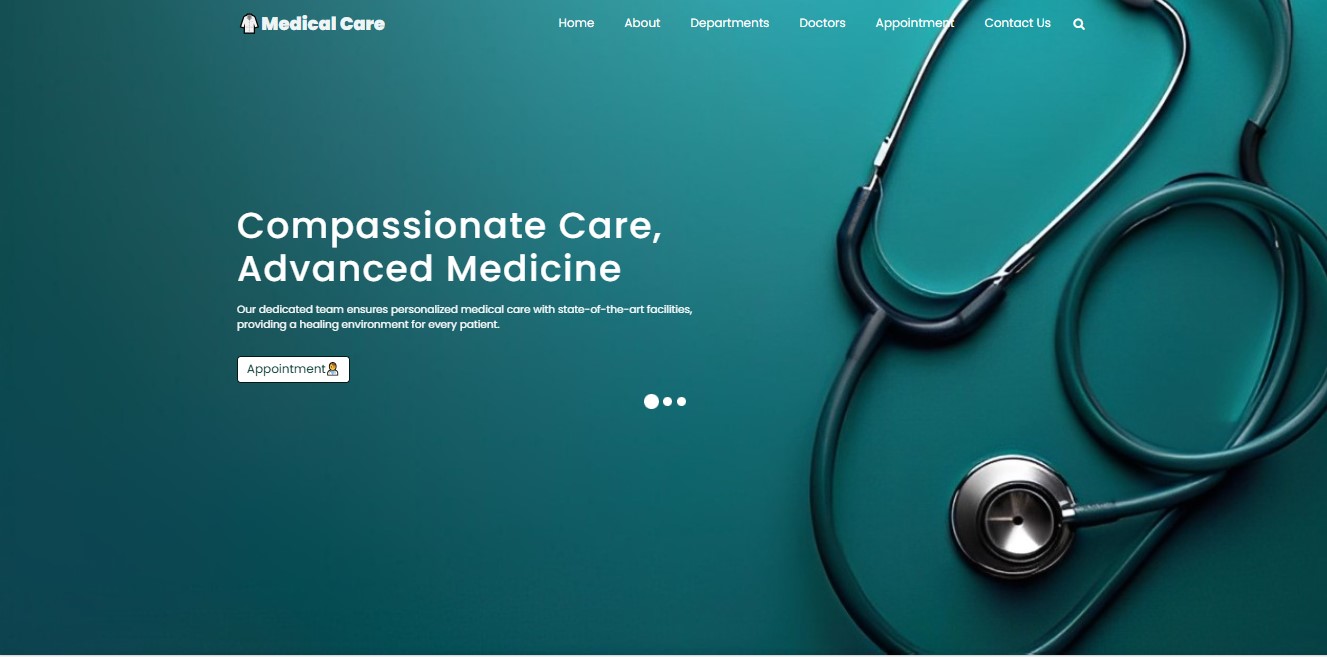 Medical Care
Home About Departments Doctors Appointment Contact Us
Compassionate Care,
Advanced Medicine
Our dedicated team ensures personalized medical care with state-of-the-art facilities,
providing a healing environment for every patient.
Appointment